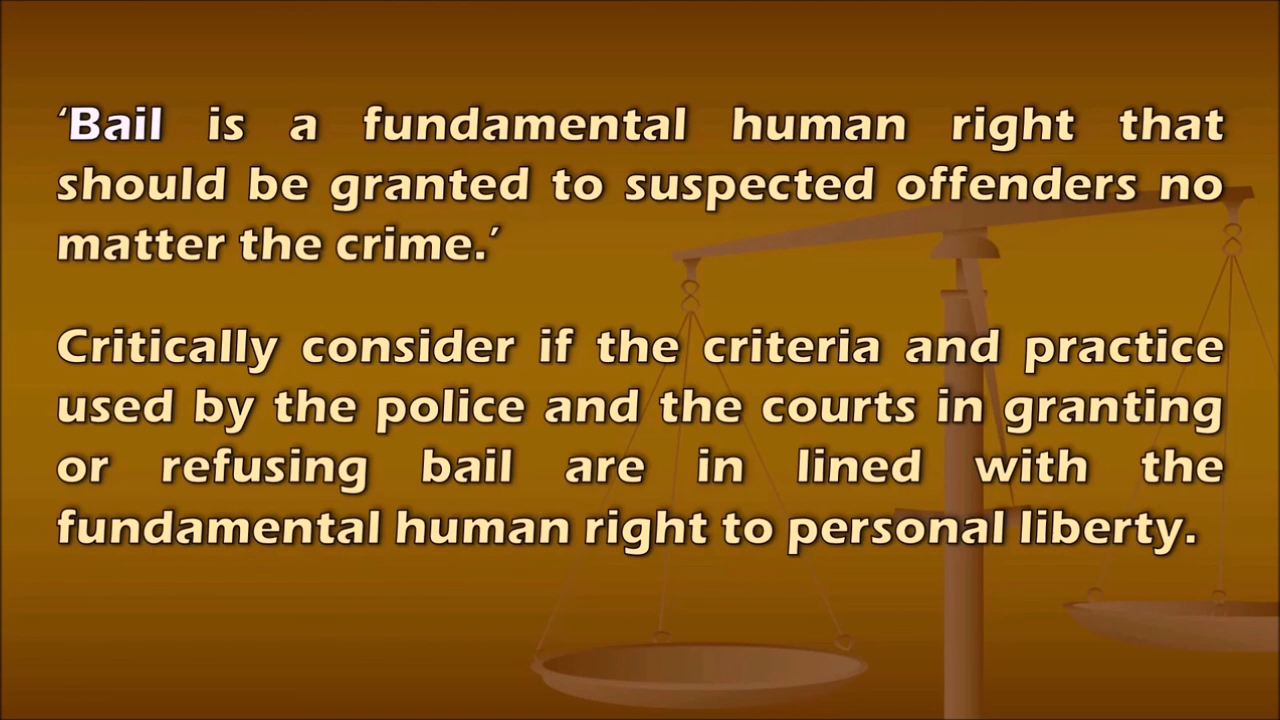 ‘Bail is a fundamental human right that
should be granted to suspected offenders no
matter the crime.’
Critically consider if the criteria and practice
used by the police and the courts in granting
or refusing bail are in lined with the
fundamental human right to personal liberty.